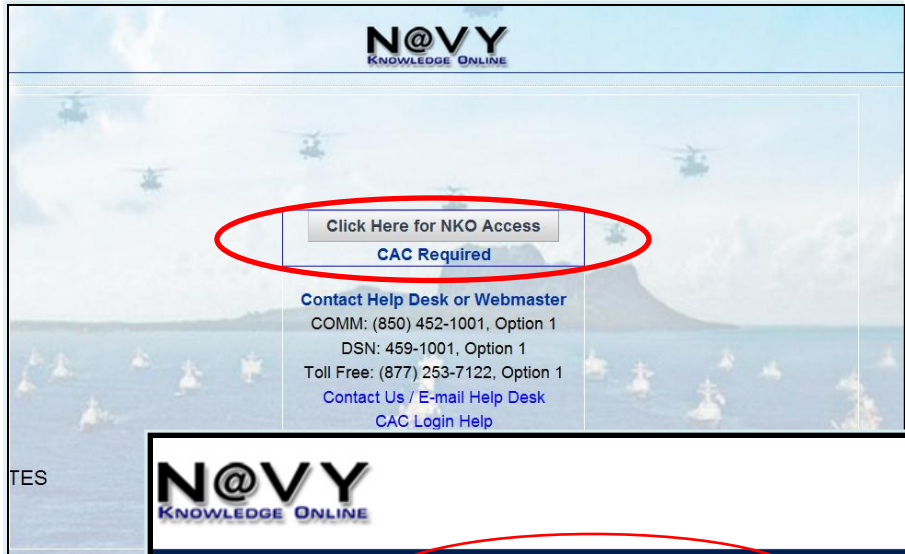 N@VY
KNOWLEDGE ONLINE
Click Here for NKO Access
CAC Required
Contact Help Desk or Webmaster
COMM: (850) 452-1001, Option 1
DSN: 459-1001, Option 1
Toll Free: (877) 253-7122, Option 1
Contact Us / E-mail Help Desk
CAC Login Help
TES
N@VY
KNOWLEDGE ONLINE